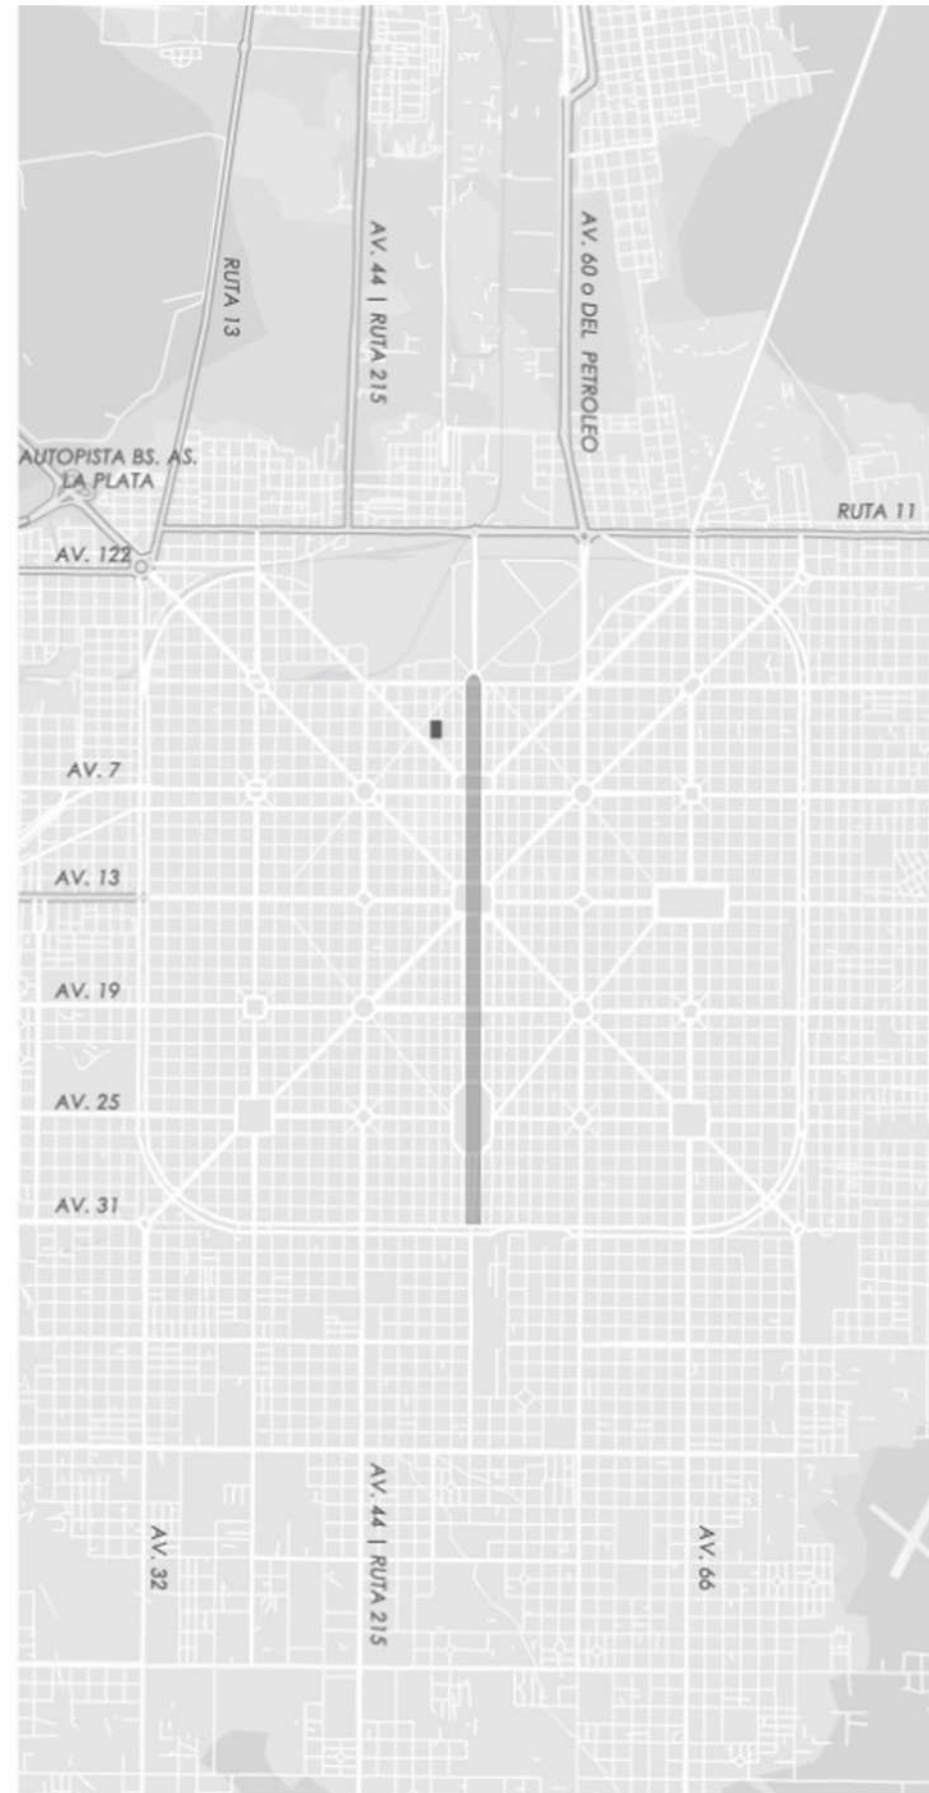 AV. 44 | RUTA 215
AV. 60 o DEL PETROLEO
RUTA 13
AUTOPISTA BS. AS.
LA PLATA
RUTA 11
AV. 122
AV. 7
AV. 13
AV. 19
AV. 25
AV. 31
AV. 44 | RUTA 215
AV. 32
AV. 66